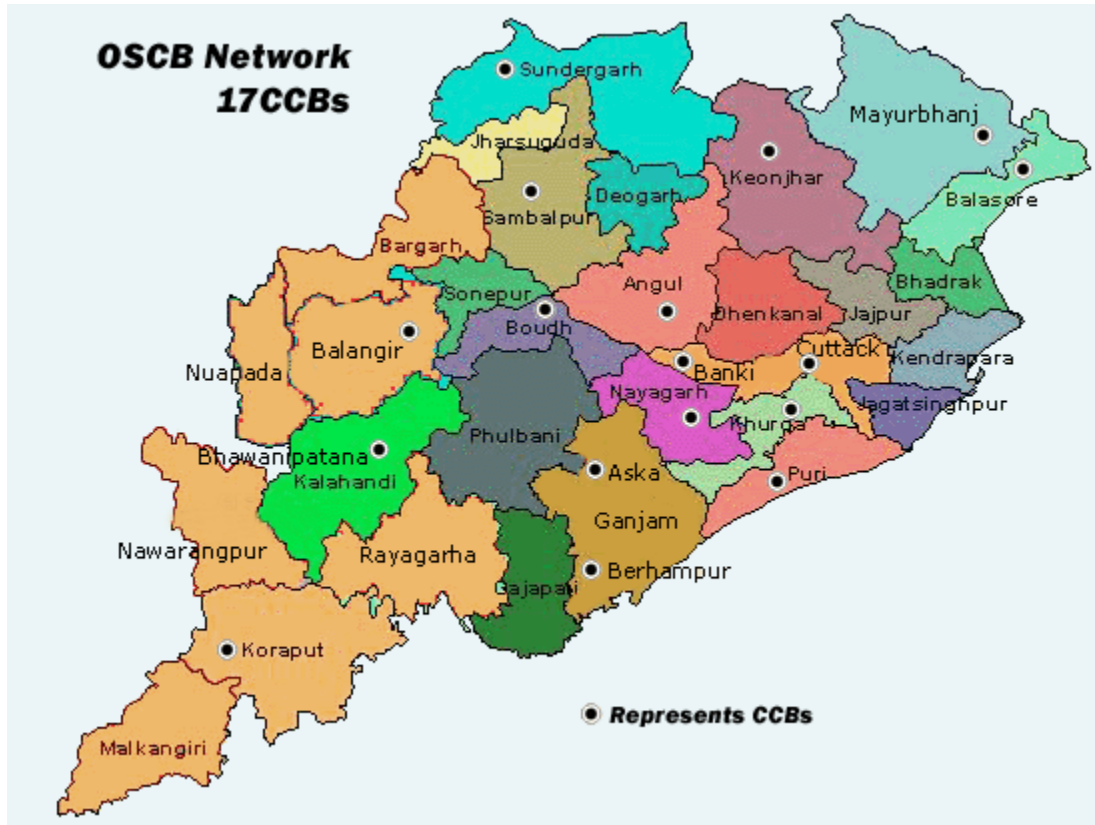 OSCB Network
17CCBs
Sundergarh
Mayurbhanj
Jharsuguda
Keonjhar
Deogarh
Balasore
Sambalpur
Bargarh
Bhadrak
Angul
Sonepur
Dhenkanal
Jajpur
Boudh
Balangir
Cuttack
Kendrapara
Nuapada
Banki
Nayagarh
Jagatsinghpur
Khurda
Phulbani
Bhawanipatana
Aska
Puri
Kalahandi
Ganjam
Nawarangpur
Rayagarha
Berhampur
Gajapati
Koraput
Represents CCBs
Malkangiri